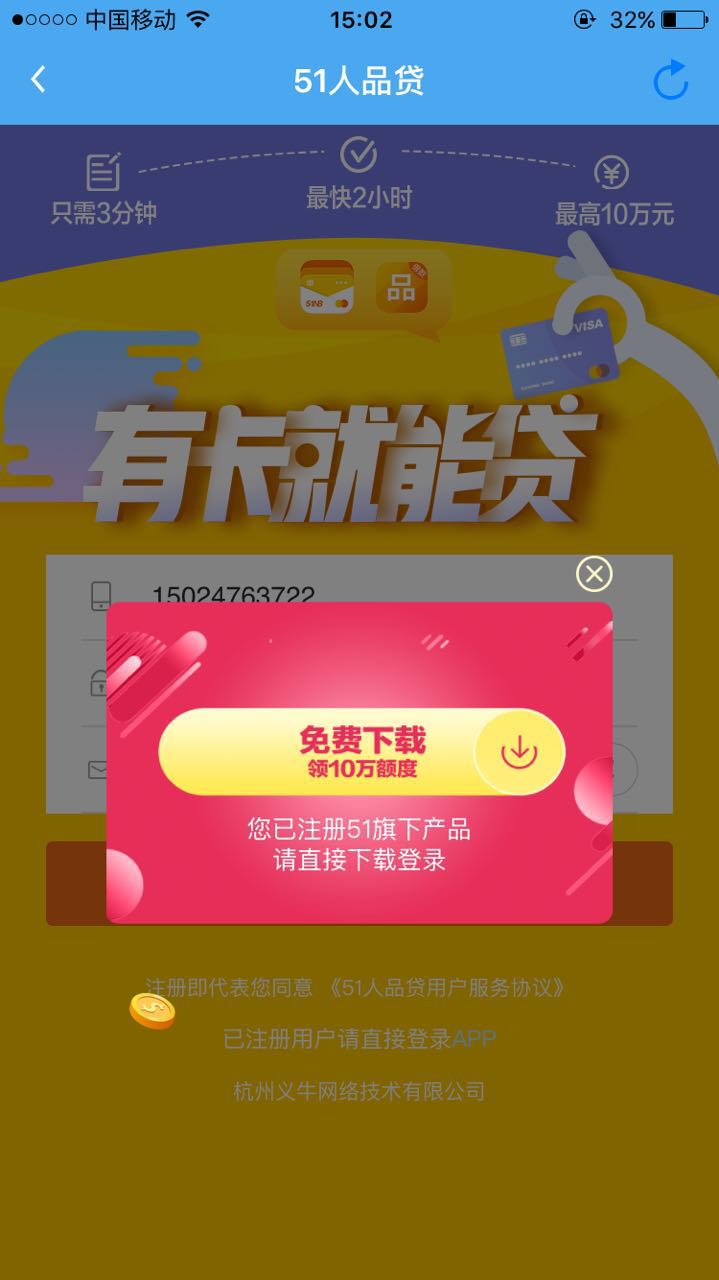 中国移动
15:02
32%
51人品贷
只需3分钟
最快2小时
最高10万元
51NB
品
VISA
有卡就能贷
15024763722
免费下载
领10万额度
您已注册51旗下产品
请直接下载登录
注册即代表您同意 《51人品贷用户服务协议》
已注册用户请直接登录APP
杭州义牛网络技术有限公司